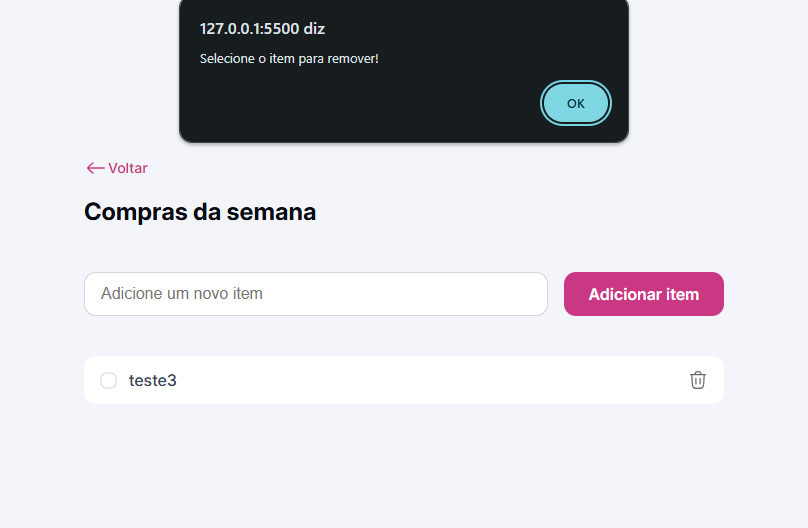 127.0.0.1:5500 diz
Selecione o item para remover!
OK
Voltar
Compras da semana
Adicione um novo item
Adicionar item
teste3